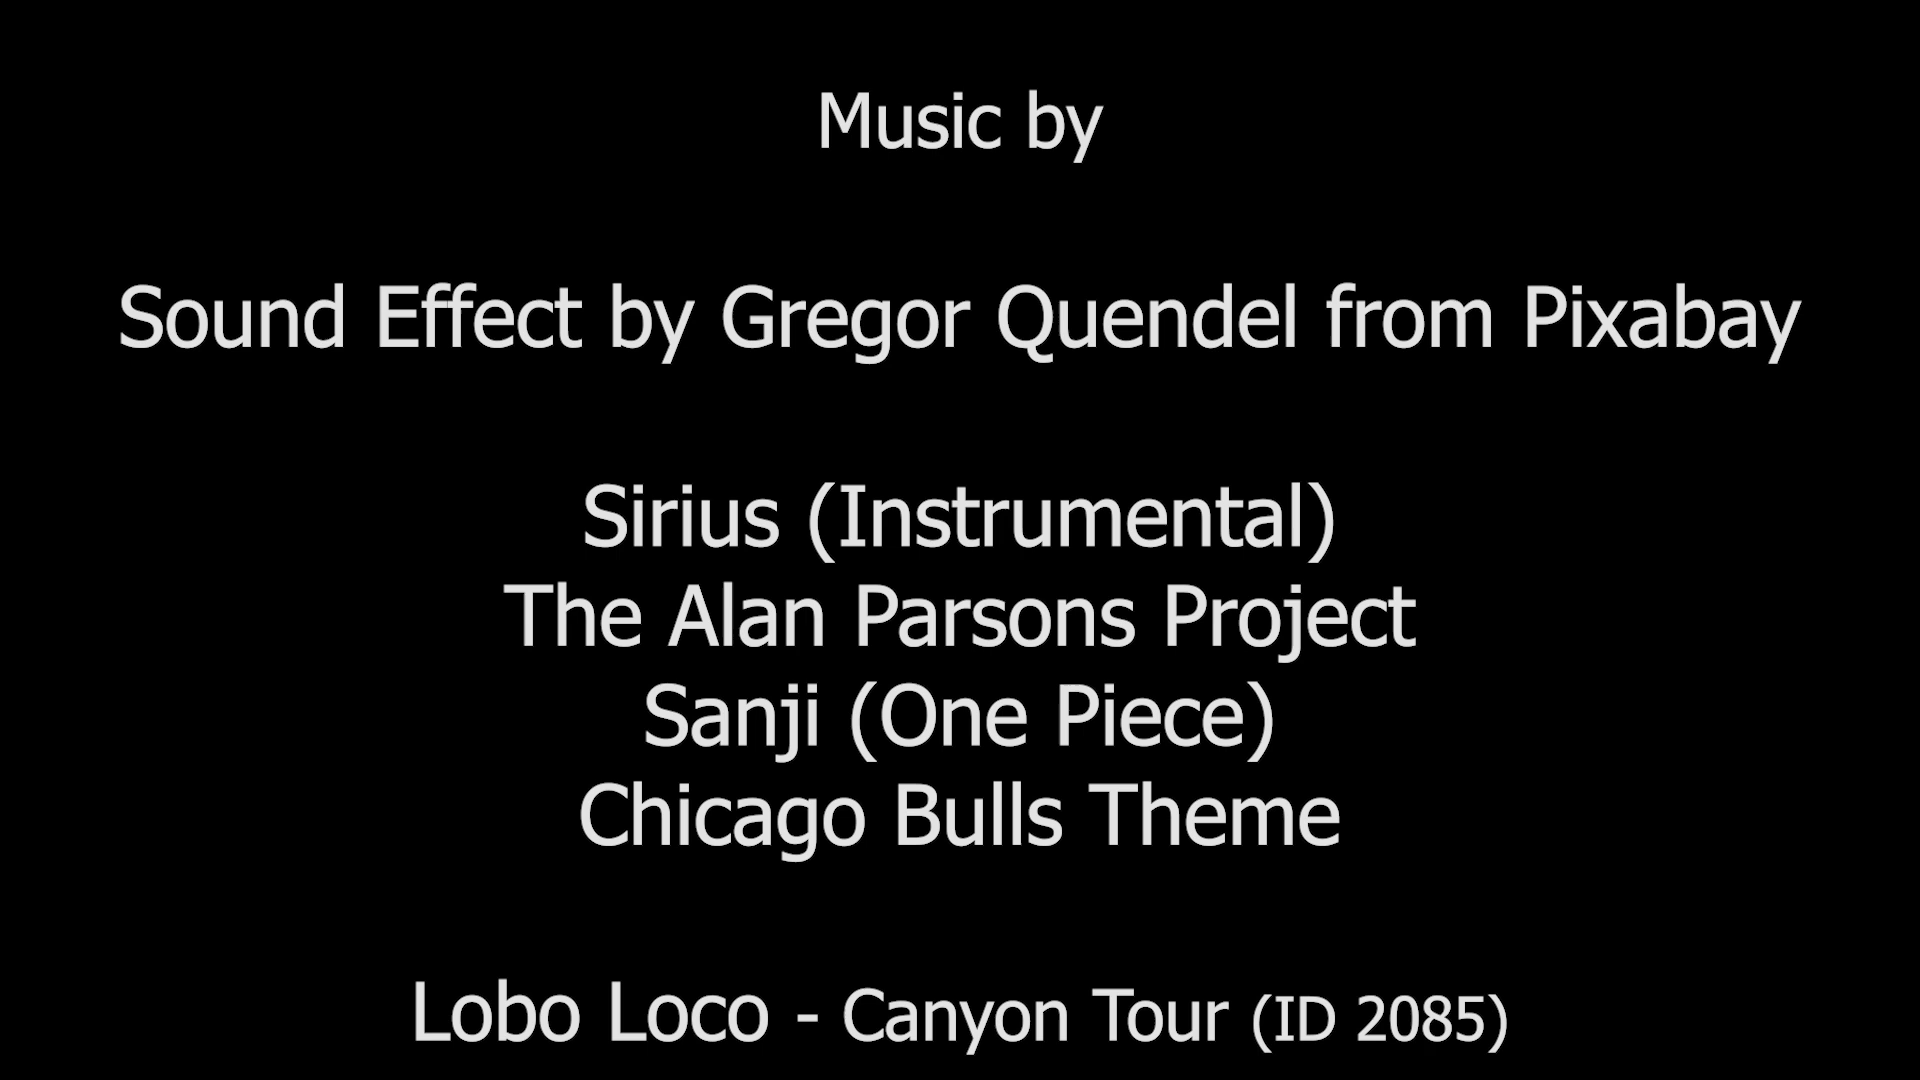 Music by
Sound Effect by Gregor Quendel from Pixabay
Sirius (Instrumental)
The Alan Parsons Project
Sanji (One Piece)
Chicago Bulls Theme
Lobo Loco - Canyon Tour (ID 2085)